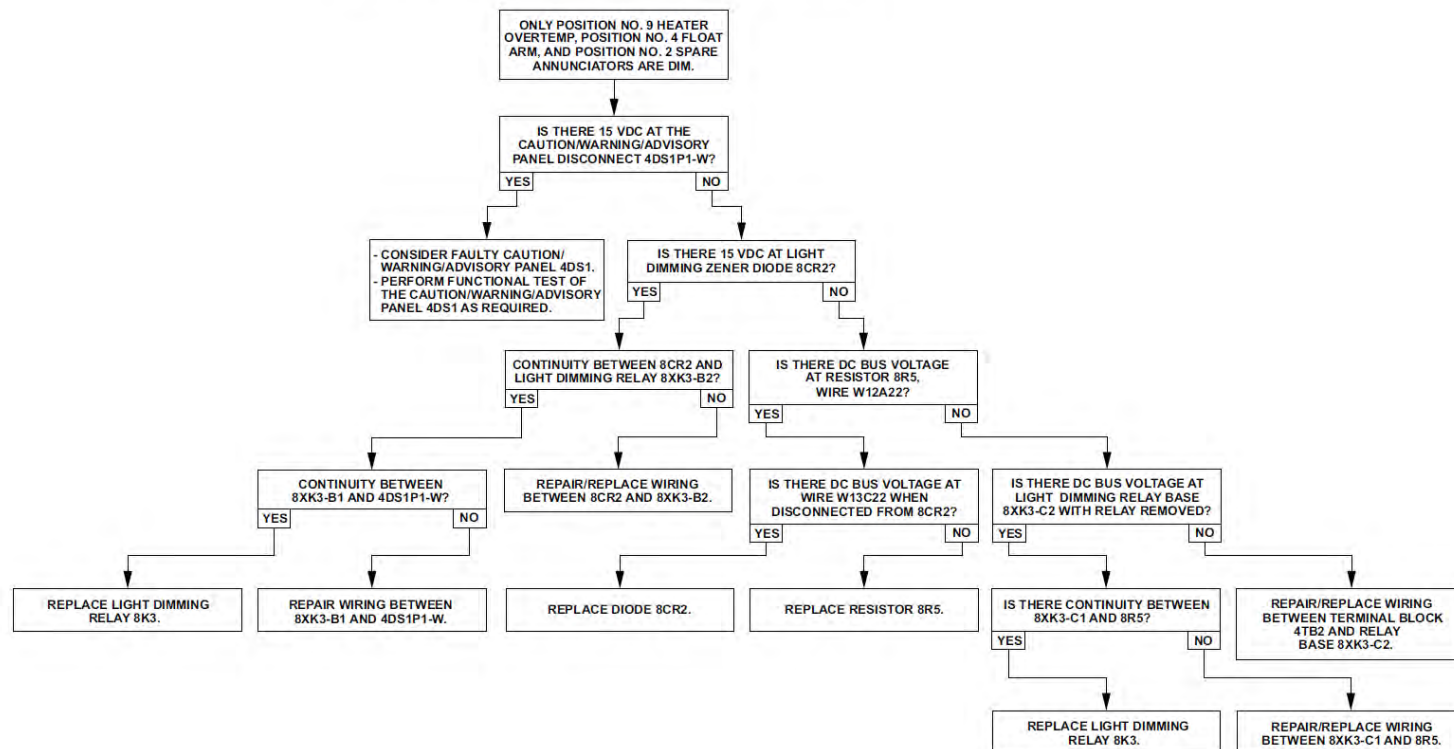 ONLY POSITION NO. 9 HEATER
OVERTEMP, POSITION NO. 4 FLOAT
ARM, AND POSITION NO. 2 SPARE
ANNUNCIATORS ARE DIM.
IS THERE 15 VDC AT THE
CAUTION/WARNING/ADVISORY
PANEL DISCONNECT 4DS1P1-W?
YES
NO
- CONSIDER FAULTY CAUTION/
WARNING/ADVISORY PANEL 4DS1.
- PERFORM FUNCTIONAL TEST OF
THE CAUTION/WARNING/ADVISORY
PANEL 4DS1 AS REQUIRED.
IS THERE 15 VDC AT LIGHT
DIMMING ZENER DIODE 8CR2?
YES
NO
CONTINUITY BETWEEN 8CR2 AND
LIGHT DIMMING RELAY 8XK3-B2?
YES
NO
IS THERE DC BUS VOLTAGE
AT RESISTOR 8R5,
WIRE W12A22?
YES
NO
CONTINUITY BETWEEN
8XK3-B1 AND 4DS1P1-W?
YES
NO
REPAIR/REPLACE WIRING
BETWEEN 8CR2 AND 8XK3-B2.
IS THERE DC BUS VOLTAGE AT
WIRE W13C22 WHEN
DISCONNECTED FROM 8CR2?
YES
NO
IS THERE DC BUS VOLTAGE AT
LIGHT DIMMING RELAY BASE
8XK3-C2 WITH RELAY REMOVED?
YES
NO
REPLACE LIGHT DIMMING
RELAY 8K3.
REPAIR WIRING BETWEEN
8XK3-B1 AND 4DS1P1-W.
REPLACE DIODE 8CR2.
REPLACE RESISTOR 8R5.
IS THERE CONTINUITY BETWEEN
8XK3-C1 AND 8R5?
YES
NO
REPAIR/REPLACE WIRING
BETWEEN TERMINAL BLOCK
4TB2 AND RELAY
BASE 8XK3-C2.
REPLACE LIGHT DIMMING
RELAY 8K3.
REPAIR/REPLACE WIRING
BETWEEN 8XK3-C1 AND 8R5.